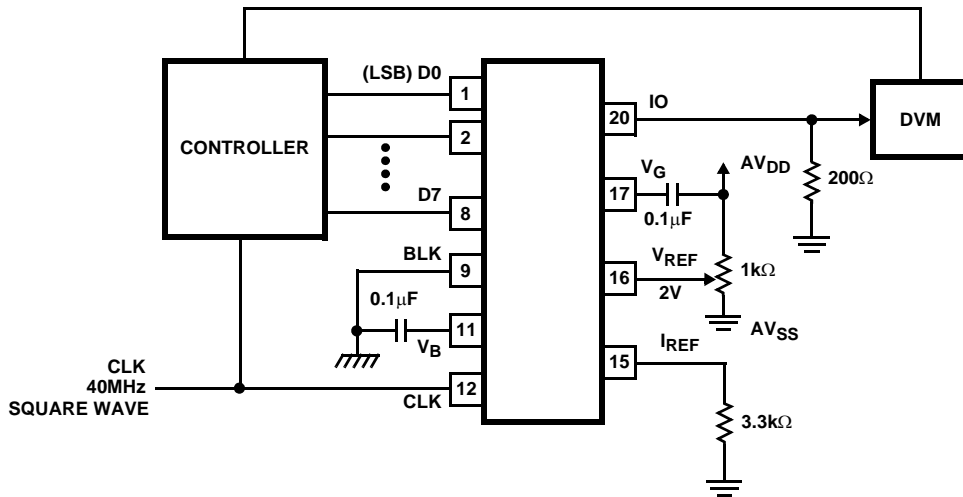 (LSB) D0
1
2
CONTROLLER
D7
8
BLK
9
0.1μF
V_B
11
CLK
40MHz
SQUARE WAVE
12
CLK
IO
20
DVM
200Ω
V_G
17
0.1μF
AV_DD
V_REF
16
2V
1kΩ
AV_SS
I_REF
15
3.3kΩ